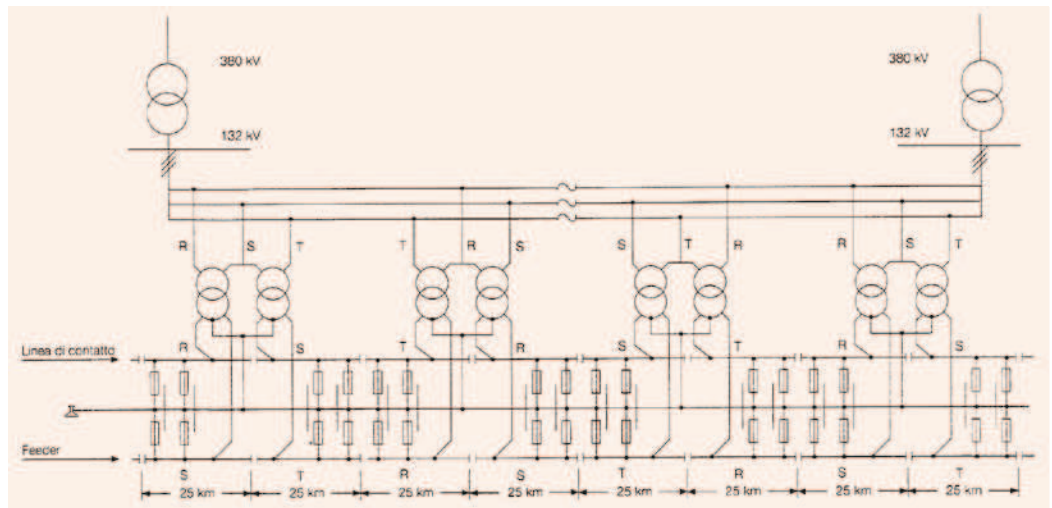 380 kV 380 kV
132 kV 132 kV
R S T T R S S T R R S T
Linea di contatto R S T R S T R S
Feeder
S T R S T R S T
25 km 25 km 25 km 25 km 25 km 25 km 25 km 25 km